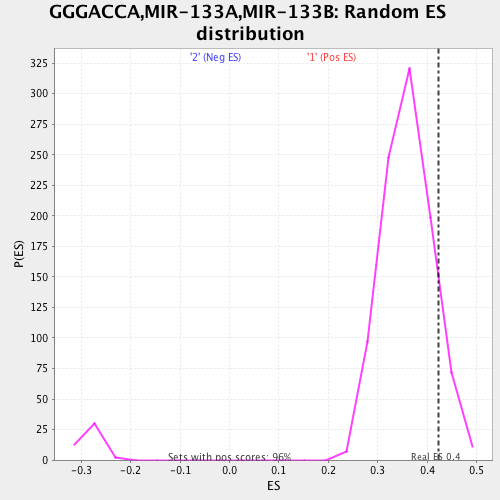 GGGACCA,MIR-133A,MIR-133B: Random ES
distribution
'2' (Neg ES) '1' (Pos ES)
325
300
275
250
225
200
175
150
125
100
75
50
25
0
P(ES)
Sets with pos scores: 96%
Real ES 0.4
-0.3 -0.2 -0.1 0.0 0.1 0.2 0.3 0.4 0.5
ES